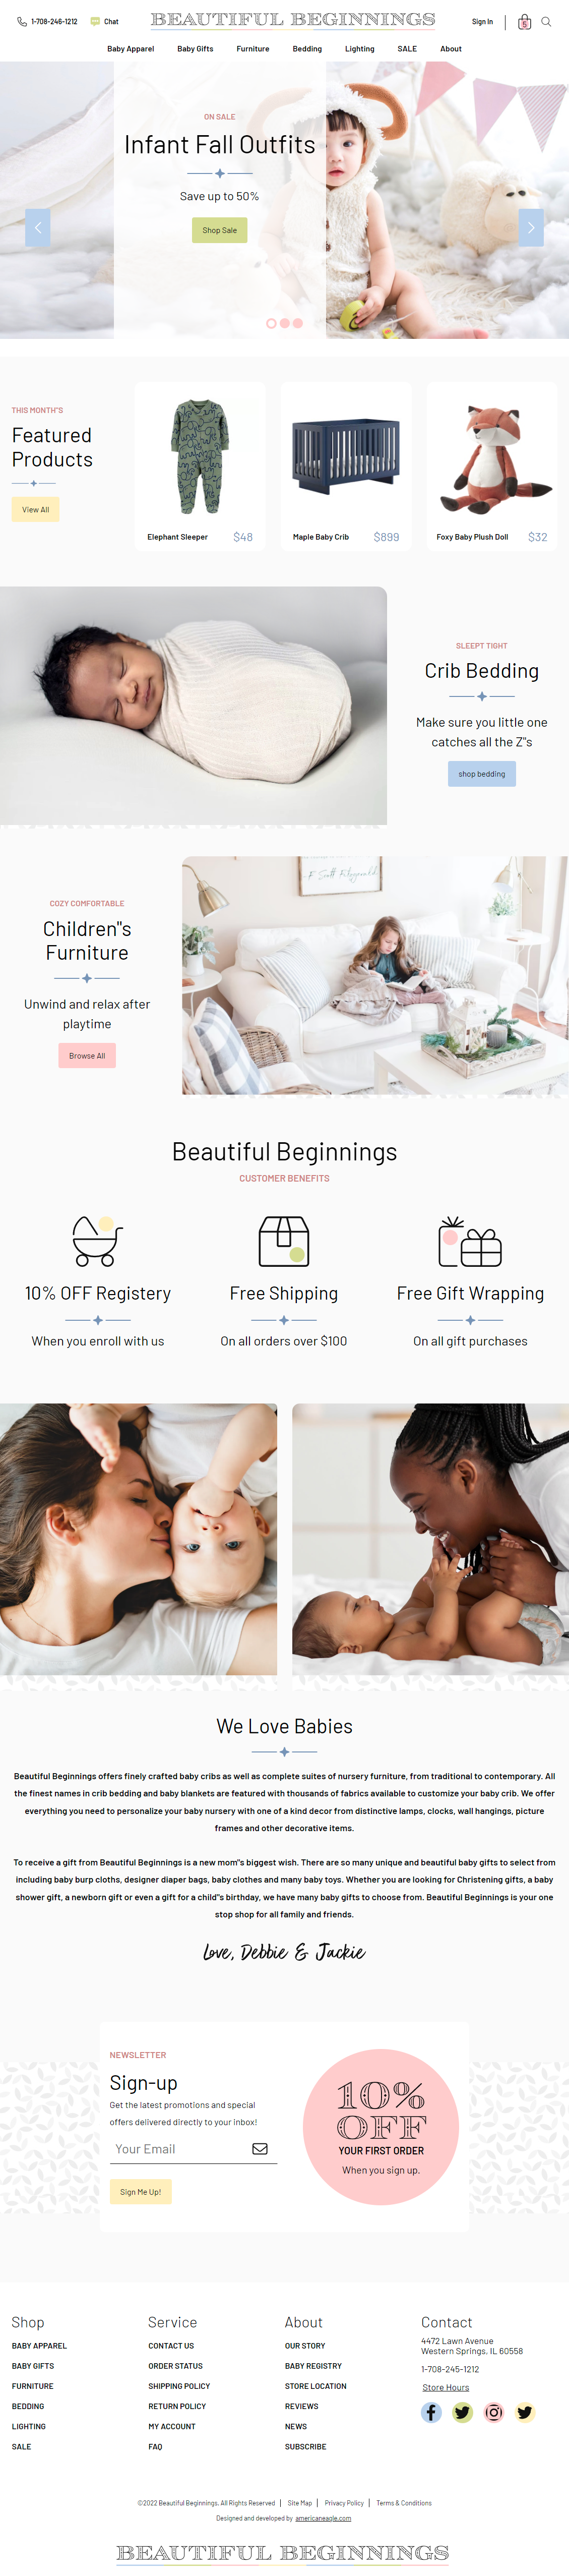 1-708-246-1212
Chat
BEAUTIFUL BEGINNINGS
Sign In
5
Baby Apparel
Baby Gifts
Furniture
Bedding
Lighting
SALE
About
ON SALE
Infant Fall Outfits
Save up to 50%
Shop Sale
THIS MONTH"S
Featured
Products
View All
Elephant Sleeper
$48
Maple Baby Crib
$899
Foxy Baby Plush Doll
$32
SLEEPT TIGHT
Crib Bedding
Make sure you little one
catches all the Z"s
shop bedding
F. Scott Fitzgerald
COZY COMFORTABLE
Children"s
Furniture
Unwind and relax after
playtime
Browse All
Beautiful Beginnings
CUSTOMER BENEFITS
10% OFF Registery
When you enroll with us
Free Shipping
On all orders over $100
Free Gift Wrapping
On all gift purchases
We Love Babies
Beautiful Beginnings offers finely crafted baby cribs as well as complete suites of nursery furniture, from traditional to contemporary. All
the finest names in crib bedding and baby blankets are featured with thousands of fabrics available to customize your baby crib. We offer
everything you need to personalize your baby nursery with one of a kind decor from distinctive lamps, clocks, wall hangings, picture
frames and other decorative items.
To receive a gift from Beautiful Beginnings is a new mom"s biggest wish. There are so many unique and beautiful baby gifts to select from
including baby burp cloths, designer diaper bags, baby clothes and many baby toys. Whether you are looking for Christening gifts, a baby
shower gift, a newborn gift or even a gift for a child"s birthday, we have many baby gifts to choose from. Beautiful Beginnings is your one
stop shop for all family and friends.
Love, Debbie & Jackie
NEWSLETTER
Sign-up
Get the latest promotions and special
offers delivered directly to your inbox!
Your Email
Sign Me Up!
10%
OFF
YOUR FIRST ORDER
When you sign up.
Shop
BABY APPAREL
BABY GIFTS
FURNITURE
BEDDING
LIGHTING
SALE
Service
CONTACT US
ORDER STATUS
SHIPPING POLICY
RETURN POLICY
MY ACCOUNT
FAQ
About
OUR STORY
BABY REGISTRY
STORE LOCATION
REVIEWS
NEWS
SUBSCRIBE
Contact
4472 Lawn Avenue
Western Springs, IL 60558
1-708-245-1212
Store Hours
©2022 Beautiful Beginnings, All Rights Reserved
Site Map
Privacy Policy
Terms & Conditions
Designed and developed by americaneagle.com
BEAUTIFUL BEGINNINGS